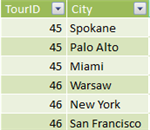 TourID City
45 Spokane
45 Palo Alto
45 Miami
46 Warsaw
46 New York
46 San Francisco